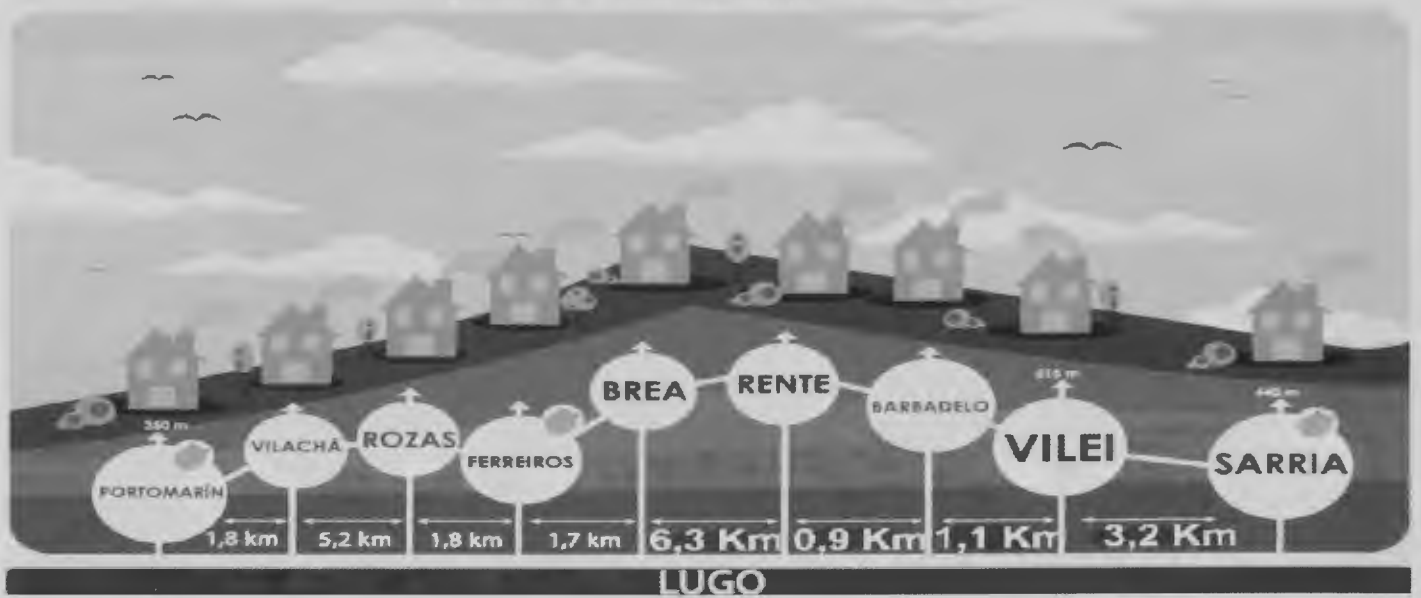 350 m
PORTOMARÍN
VILACHÁ
ROZAS
FERREIROS
BREA
RENTE
BARBADELO
VILEI
SARRIA
1,8 km
5,2 km
1,8 km
1,7 km
6,3 Km
0,9 Km
1,1 Km
3,2 Km
LUGO